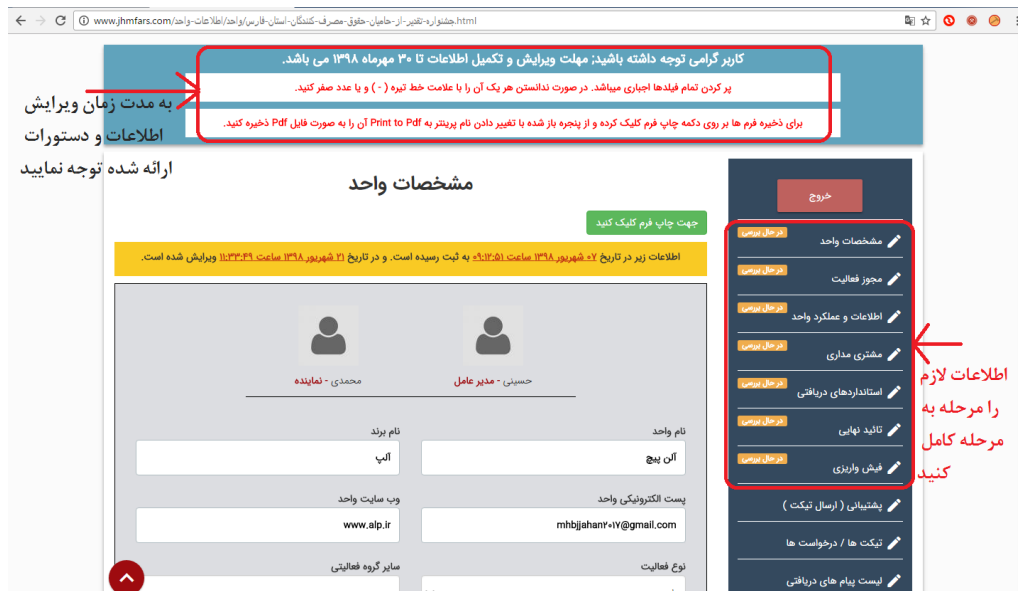 www.jhmfars.com/اطلاعات-واحد/واحد/جشنواره-تقدیر-از-حامیان-حقوق-مصرف-کنندگان-استان-فارس.html
کاربر گرامی توجه داشته باشید: مهلت ویرایش و تکمیل اطلاعات تا ۳۰ مهرماه ۱۳۹۸ می باشد.
پر کردن تمام فیلدها اجباری میباشد. در صورت ندانستن هر یک آن را با علامت خط تیره ( - ) و یا عدد صفر کنید.
برای ذخیره فرم ها بر روی دکمه چاپ فرم کلیک کرده و از پنجره باز شده با تغییر دادن نام پرینتر به Print to Pdf آن را به صورت فایل Pdf ذخیره کنید.
به مدت زمان ویرایش
اطلاعات و دستورات
ارائه شده توجه نمایید
خروج
مشخصات واحد
در حال بررسی
مجوز فعالیت
در حال بررسی
اطلاعات و عملکرد واحد
در حال بررسی
مشتری مداری
در حال بررسی
استانداردهای دریافتی
در حال بررسی
تائید نهایی
در حال بررسی
فیش واریزی
در حال بررسی
پشتیبانی ( ارسال تیکت )
تیکت ها / درخواست ها
لیست پیام های دریافتی
اطلاعات لازم
را مرحله به
مرحله کامل
کنید
مشخصات واحد
جهت چاپ فرم کلیک کنید
اطلاعات زیر در تاریخ ۰۷ شهریور ۱۳۹۸ ساعت ۰۹:۱۲:۵۱ به ثبت رسیده است. و در تاریخ ۲۱ شهریور ۱۳۹۸ ساعت ۱۱:۳۳:۴۹ ویرایش شده است.
حسینی - مدیر عامل
محمدی - نماینده
نام واحد
نام برند
آلن پیچ
آلپ
پست الکترونیکی واحد
وب سایت واحد
mhbjjahan۲۰۱۷@gmail.com
www.alp.ir
نوع فعالیت
سایر گروه فعالیتی